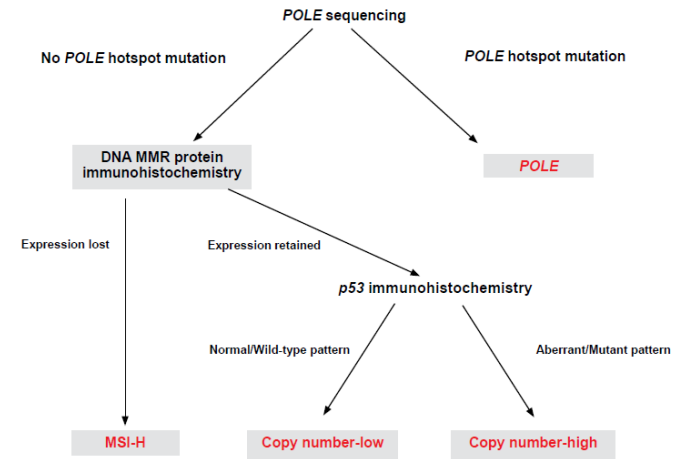 POLE sequencing
No POLE hotspot mutation
POLE hotspot mutation
DNA MMR protein
immunohistochemistry
POLE
Expression lost
Expression retained
p53 immunohistochemistry
Normal/Wild-type pattern
Aberrant/Mutant pattern
MSI-H
Copy number-low
Copy number-high